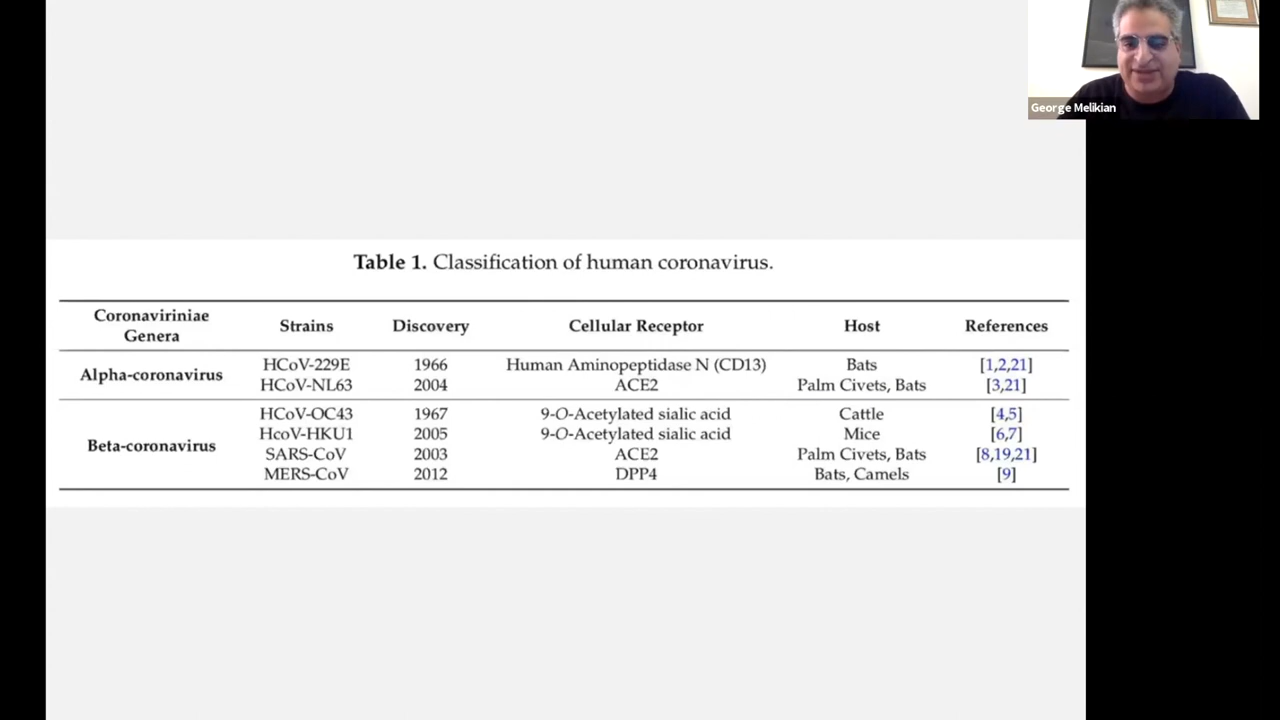 George Melikian
Table 1. Classification of human coronavirus.
Coronaviriniae Genera Strains Discovery Cellular Receptor Host References
Alpha-coronavirus HCoV-229E 1966 Human Aminopeptidase N (CD13) Bats [1,2,21]
HCoV-NL63 2004 ACE2 Palm Civets, Bats [3,21]
Beta-coronavirus HCoV-OC43 1967 9-O-Acetylated sialic acid Cattle [4,5]
HcoV-HKU1 2005 9-O-Acetylated sialic acid Mice [6,7]
SARS-CoV 2003 ACE2 Palm Civets, Bats [8,19,21]
MERS-CoV 2012 DPP4 Bats, Camels [9]